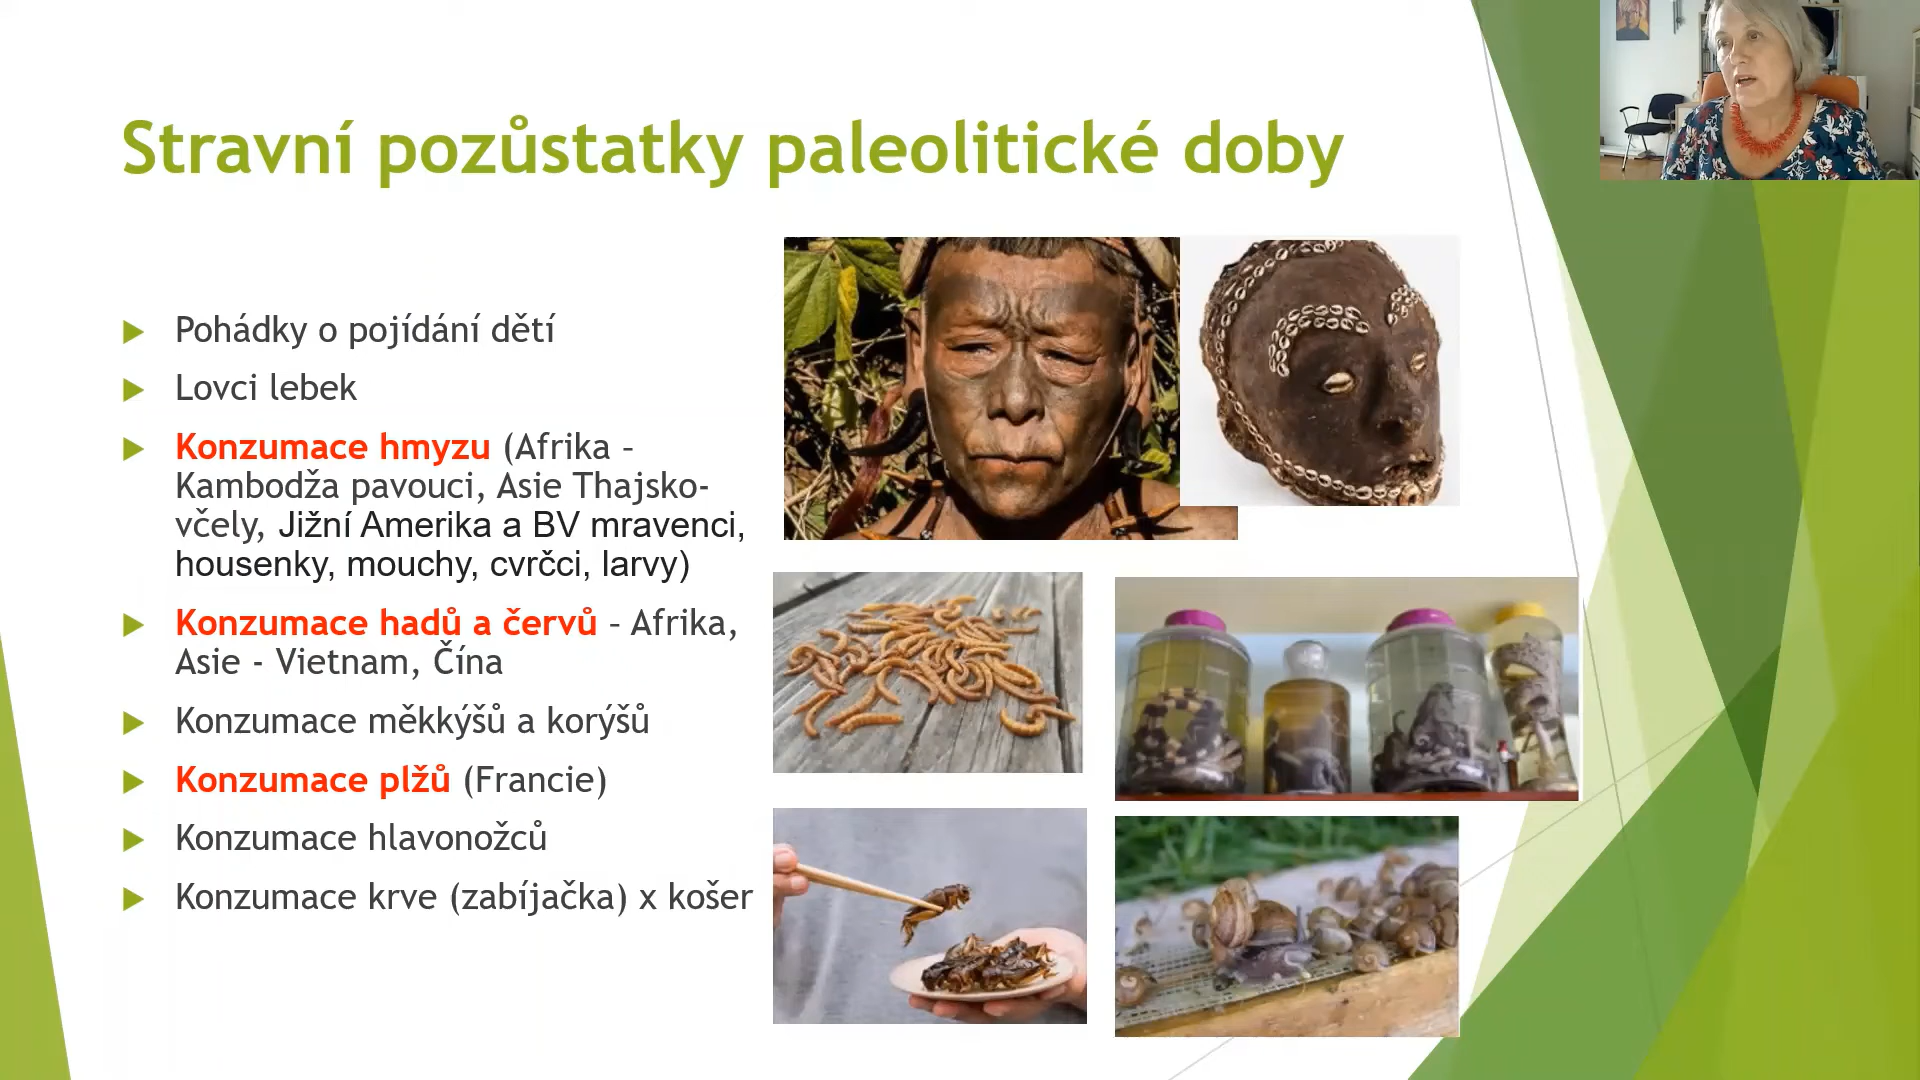 Stravní pozůstatky paleolitické doby
Pohádky o pojídání dětí
Lovci lebek
Konzumace hmyzu (Afrika –
Kambodža pavouci, Asie Thajsko-
včely, Jižní Amerika a BV mravenci,
housenky, mouchy, cvrčci, larvy)
Konzumace hadů a červů – Afrika,
Asie - Vietnam, Čína
Konzumace měkkýšů a korýšů
Konzumace plžů (Francie)
Konzumace hlavonožců
Konzumace krve (zabíjačka) x košer